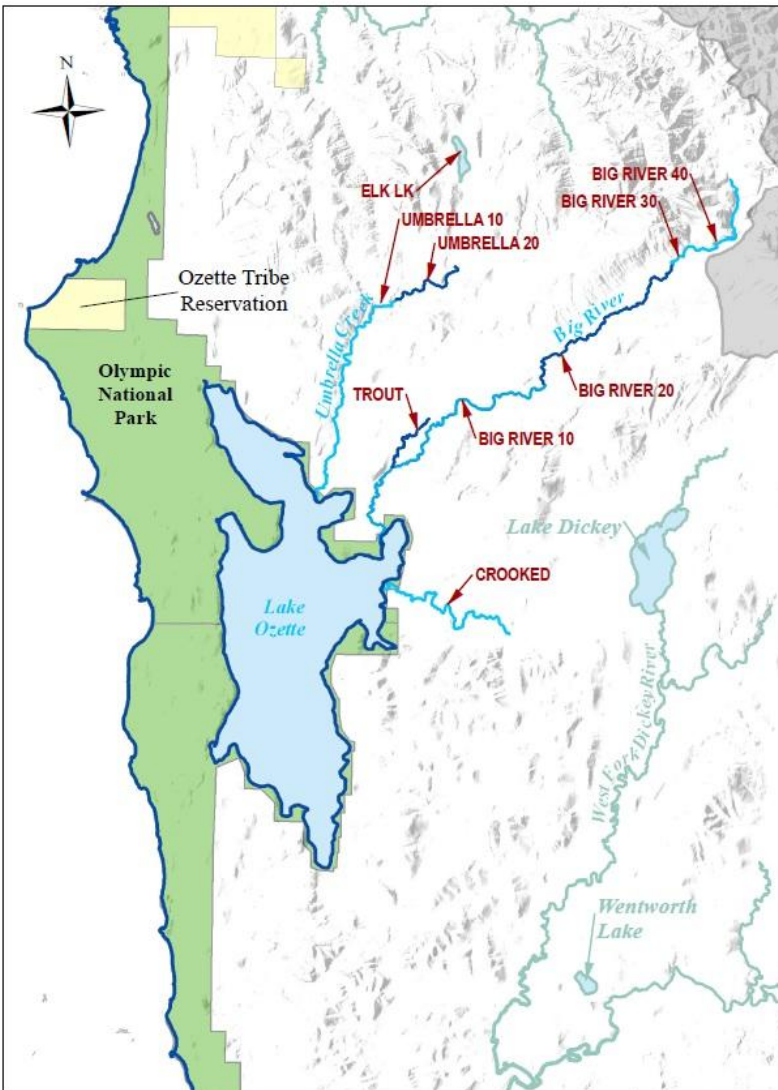 N
BIG RIVER 40
ELK LK
BIG RIVER 30
UMBRELLA 10
UMBRELLA 20
Ozette Tribe
Reservation
Umbrella Creek
Big River
Olympic
National
Park
TROUT
BIG RIVER 20
BIG RIVER 10
Lake Dickey
CROOKED
Lake
Ozette
West Fork Dickey River
Wentworth
Lake